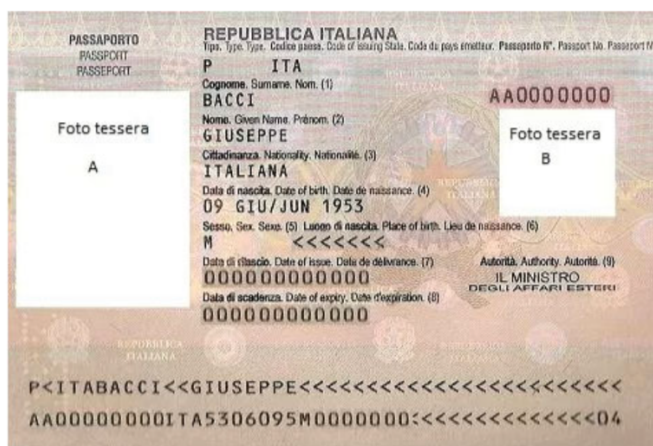 PASSAPORTO
PASSPORT
PASSEPORT
REPUBBLICA ITALIANA
Tipo. Type. Type. Codice paese. Code of issuing State. Code du pays émetteur. Passaporto N°. Passport No. Passeport N
P ITA
Cognome. Surname. Nom. (1)
BACCI
AA0000000
Nome. Given Name. Prénom. (2)
GIUSEPPE
Cittadinanza. Nationality. Nationalité. (3)
ITALIANA
Data di nascita. Date of birth. Date de naissance. (4)
09 GIU/JUN 1953
Sesso. Sex. Sexe. (5) Luogo di nascita. Place of birth. Lieu de naissance. (6)
M <<<<<<<
Data di rilascio. Date of issue. Date de délivrance. (7)
000000000000
Autorità. Authority. Autorité. (9)
IL MINISTRO
DEGLI AFFARI ESTERI
Data di scadenza. Date of expiry. Date d'expiration. (8)
000000000000
Foto tessera
A
Foto tessera
B
REPUBBLICA
ITALIANA
P<ITABACCI<<GIUSEPPE<<<<<<<<<<<<<<<<<<<<<<<<
AA00000000ITA5306095M0000000<<<<<<<<<<<<<<04